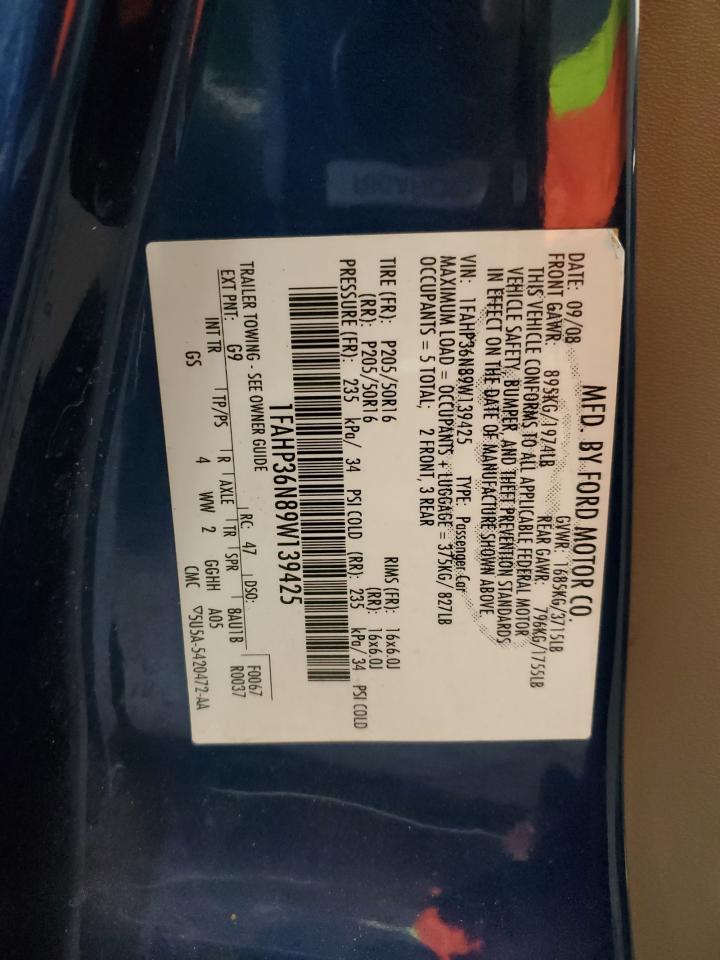 MFD. BY FORD MOTOR CO.
DATE: 09/08 GVWR: 1685KG/3715LB
FRONT GAWR: 895KG/1974LB REAR GAWR: 796KG/1755LB
THIS VEHICLE CONFORMS TO ALL APPLICABLE FEDERAL MOTOR
VEHICLE SAFETY, BUMPER, AND THEFT PREVENTION STANDARDS
IN EFFECT ON THE DATE OF MANUFACTURE SHOWN ABOVE.
VIN: 1FAHP36N89W139425 TYPE: Passenger Car
MAXIMUM LOAD = OCCUPANTS + LUGGAGE = 375KG/ 827LB
OCCUPANTS = 5 TOTAL, 2 FRONT, 3 REAR
TIRE (FR): P205/50R16 RIMS (FR): 16x6.0J
(RR): P205/50R16 (RR): 16x6.0J
PRESSURE (FR): 235 kPa/ 34 PSI COLD (RR): 235 kPa/ 34 PSI COLD
1FAHP36N89W139425
TRAILER TOWING - SEE OWNER GUIDE F0067
EXT PNT: G9 RC: 47 DSO: R0037
INT TR TP/PS R AXLE TR SPR 8AU1B
GS 4 WW 2 GGHH A05
CMC ▽5U5A-5420472-AA